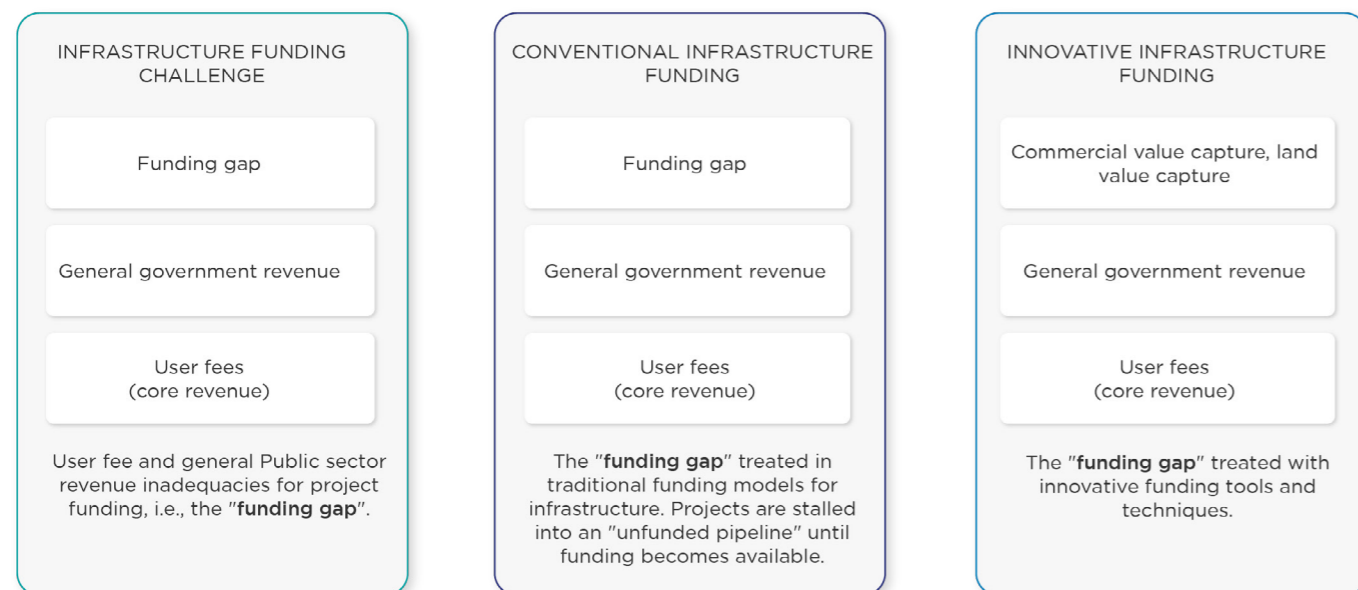 INFRASTRUCTURE FUNDING
CHALLENGE
Funding gap
General government revenue
User fees
(core revenue)
User fee and general Public sector
revenue inadequacies for project
funding, i.e., the "funding gap".
CONVENTIONAL INFRASTRUCTURE
FUNDING
Funding gap
General government revenue
User fees
(core revenue)
The "funding gap" treated in
traditional funding models for
infrastructure. Projects are stalled
into an "unfunded pipeline" until
funding becomes available.
INNOVATIVE INFRASTRUCTURE
FUNDING
Commercial value capture, land
value capture
General government revenue
User fees
(core revenue)
The "funding gap" treated with
innovative funding tools and
techniques.